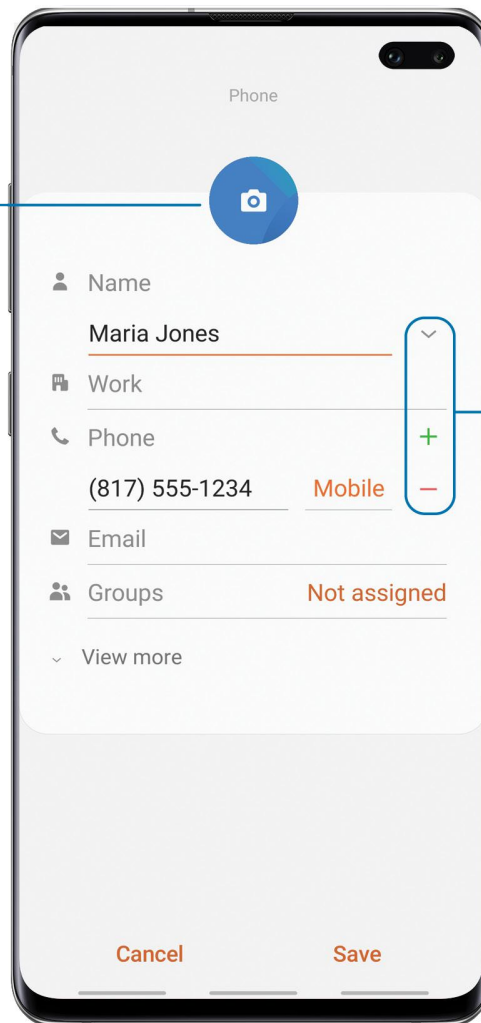 Phone
Name
Maria Jones
Work
Phone
(817) 555-1234 Mobile
Email
Groups Not assigned
View more
Cancel Save